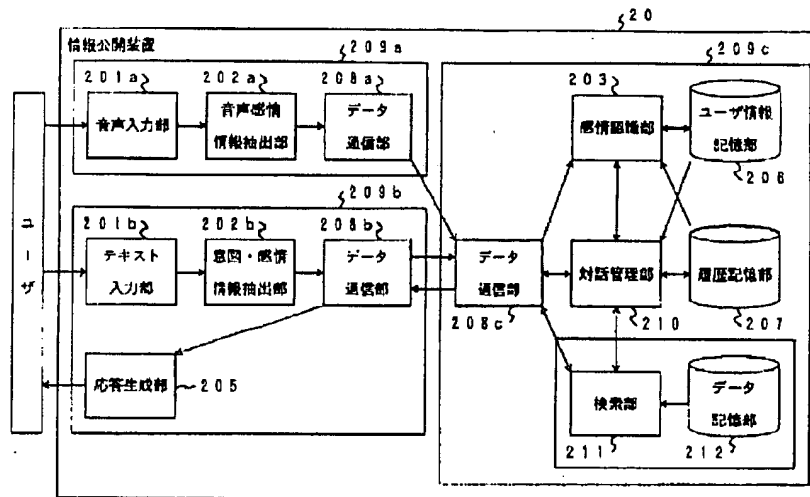 20
情報公開装置
209a
209c
201a
202a
208a
203
音声入力部
音声感情
情報抽出部
データ
通信部
感情認識部
ユーザ情報
記憶部
206
209b
201b
202b
208b
ユーザ
テキスト
入力部
意図・感情
情報抽出部
データ
通信部
データ
通信部
208c
対話管理部
210
履歴記憶部
207
応答生成部
205
検索部
211
データ
記憶部
212